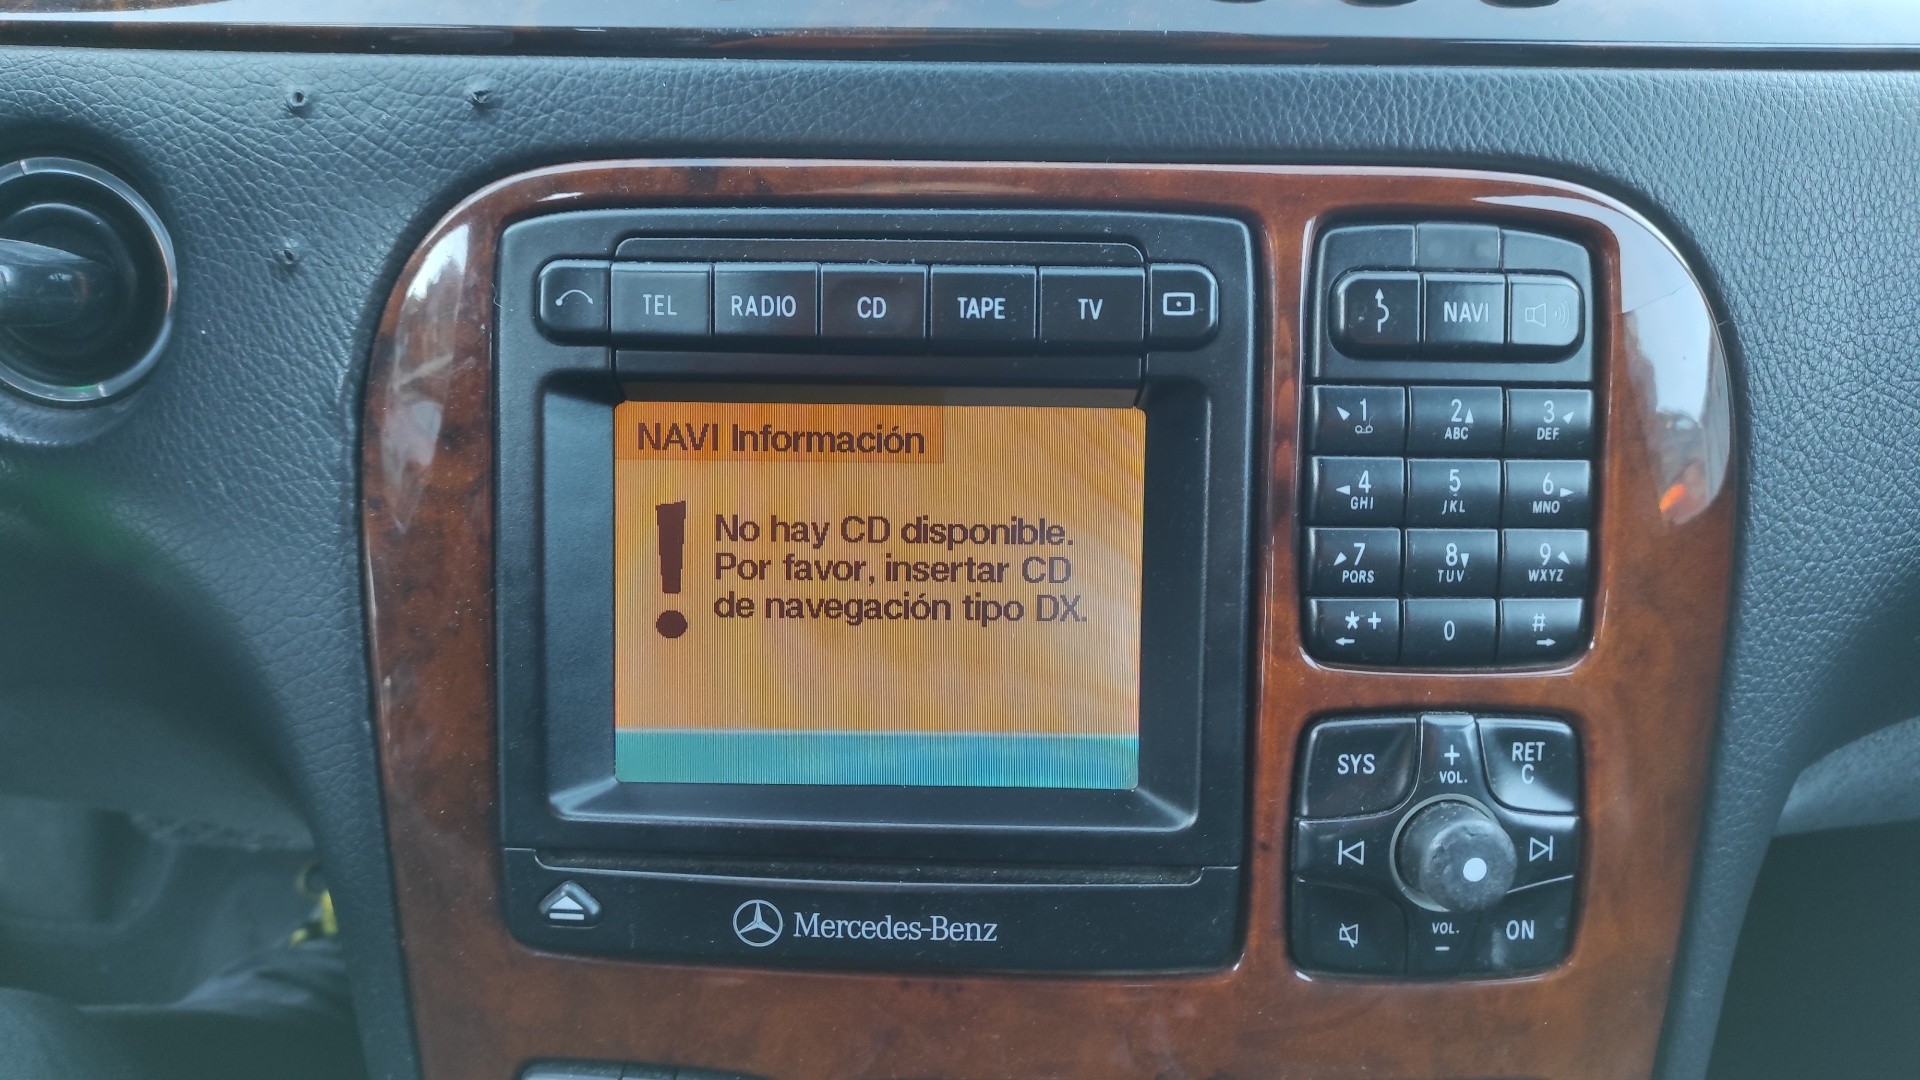 TEL RADIO CD TAPE TV
NAVI
NAVI Información
No hay CD disponible.
Por favor, insertar CD
de navegación tipo DX.
1 2 ABC 3 DEF
4 GHI 5 JKL 6 MNO
7 PQRS 8 TUV 9 WXYZ
* + 0 #
SYS + VOL. RET C
VOL. − ON
Mercedes-Benz